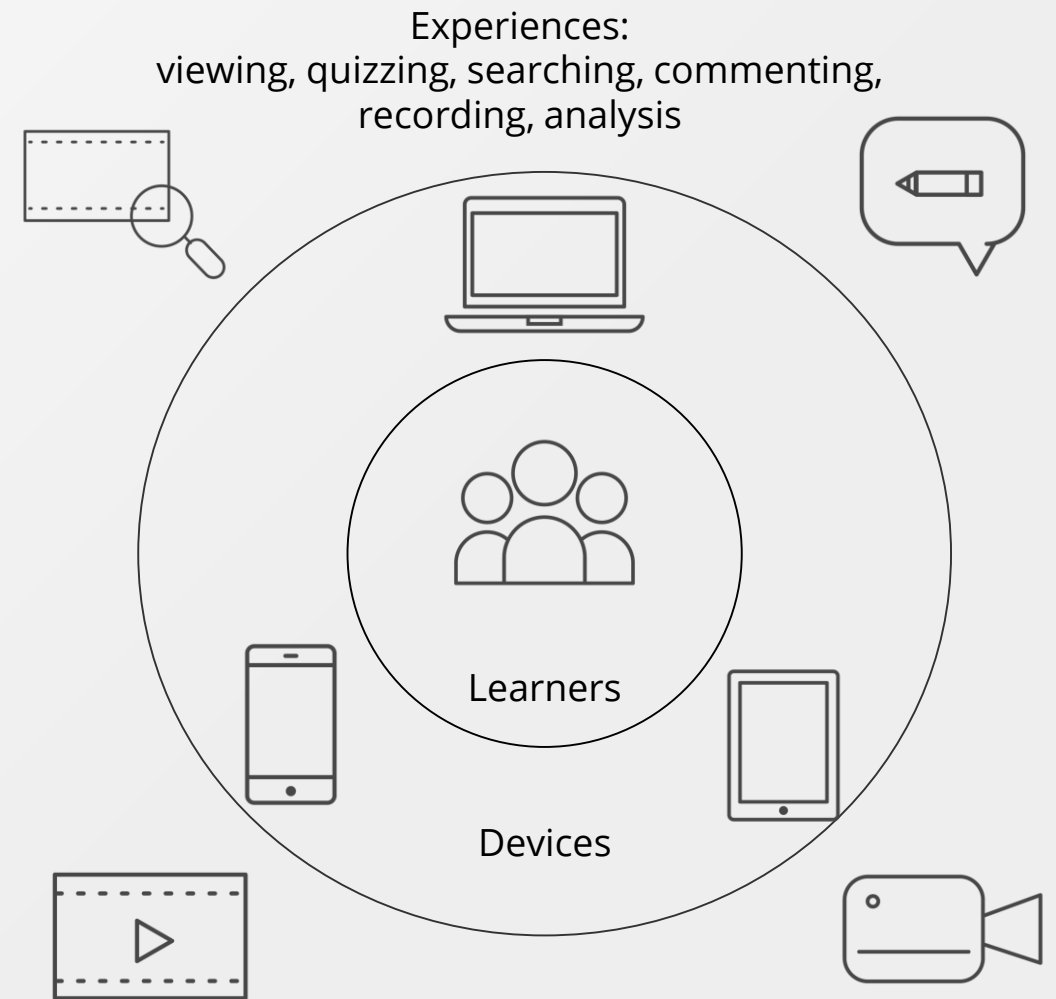 Experiences:
viewing, quizzing, searching, commenting,
recording, analysis
Learners
Devices